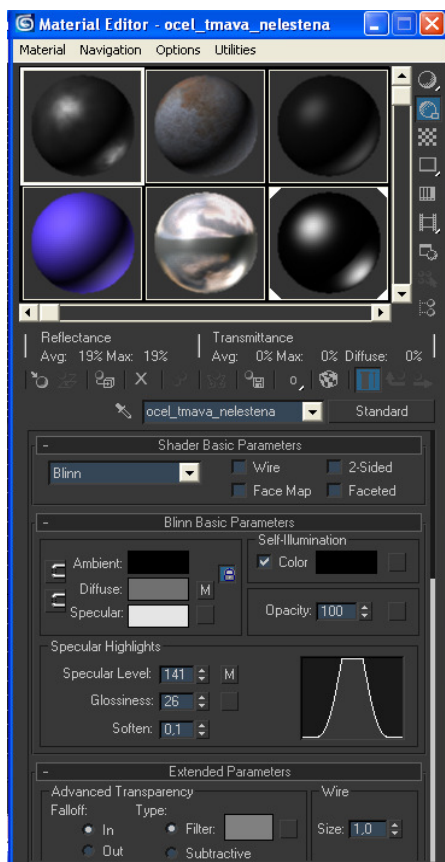 Material Editor - ocel_tmava_nelestena
Material Navigation Options Utilities
Reflectance Transmittance
Avg: 19% Max: 19% Avg: 0% Max: 0% Diffuse: 0%
ocel_tmava_nelestena Standard
- Shader Basic Parameters
Blinn Wire 2-Sided
Face Map Faceted
- Blinn Basic Parameters
Self-Illumination
Ambient: Color
Diffuse: M
Specular: Opacity: 100
Specular Highlights
Specular Level: 141 M
Glossiness: 26
Soften: 0,1
- Extended Parameters
Advanced Transparency Wire
Falloff: Type:
In Filter: Size: 1,0
Out Subtractive